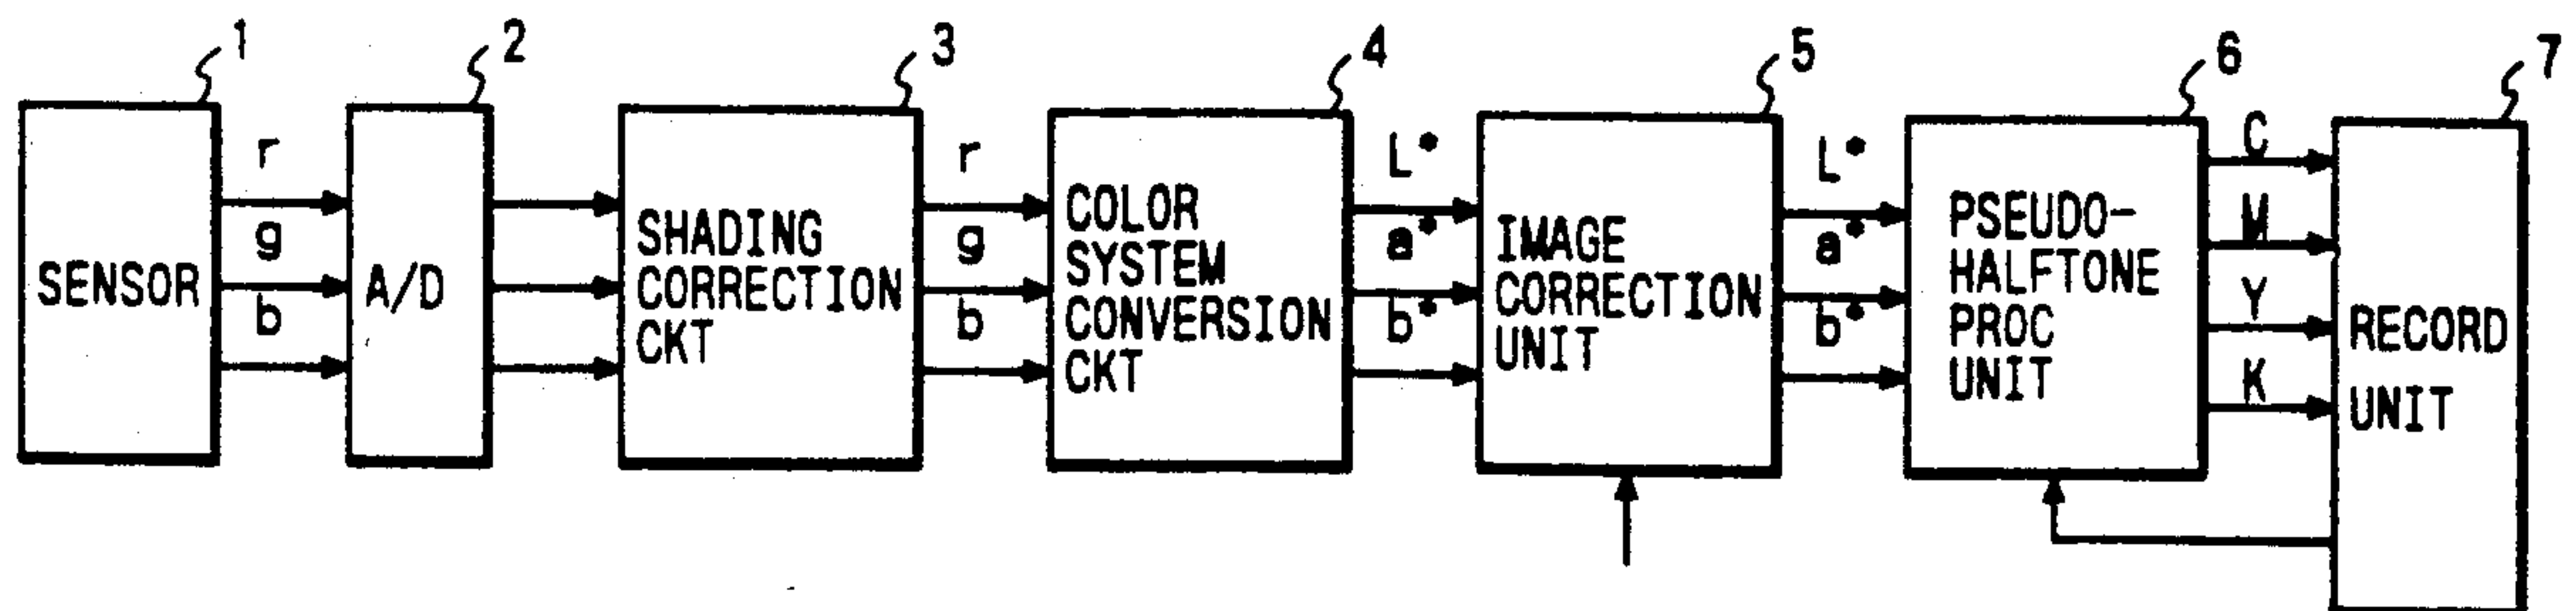 1
2
3
4
5
6
7
SENSOR
r
g
b
A/D
SHADING
CORRECTION
CKT
r
g
b
COLOR
SYSTEM
CONVERSION
CKT
L*
a*
b*
IMAGE
CORRECTION
UNIT
L*
a*
b*
PSEUDO-
HALFTONE
PROC
UNIT
C
M
Y
K
RECORD
UNIT